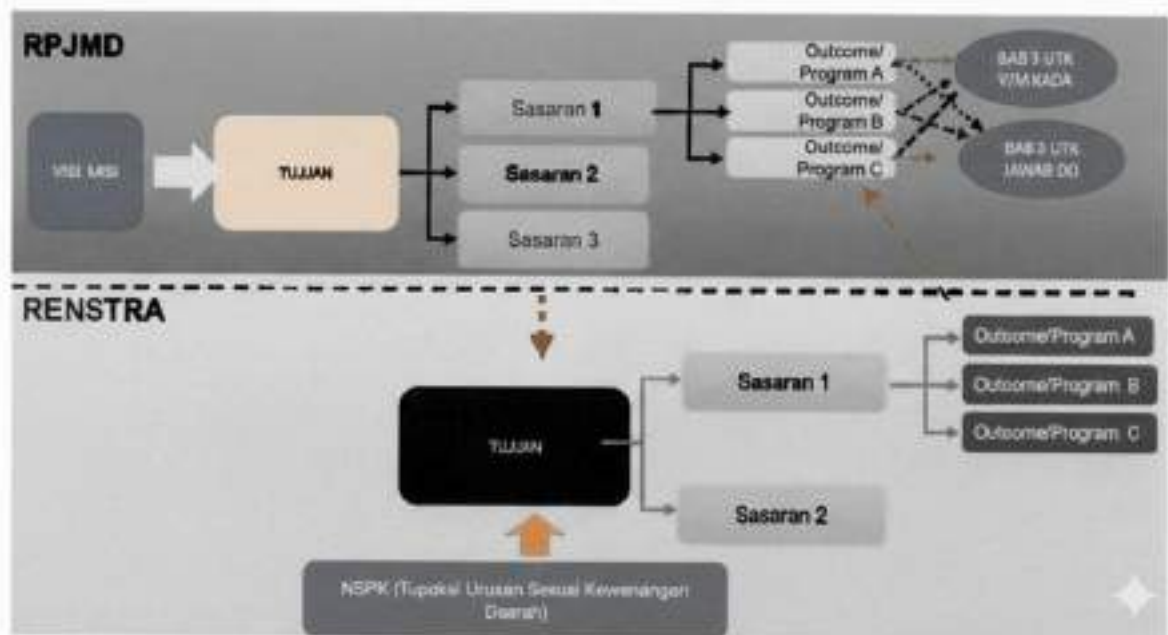 RPJMD
VISI MISI
TUJUAN
Sasaran 1
Sasaran 2
Sasaran 3
Outcome/
Program A
Outcome/
Program B
Outcome/
Program C
BAB 3 UTK
V/M KADA
BAB 3 UTK
JAWAB DO
RENSTRA
TUJUAN
Sasaran 1
Sasaran 2
Outcome/Program A
Outcome/Program B
Outcome/Program C
NSPK (Tupoksi Urusan Sesuai Kewenangan
Daerah)